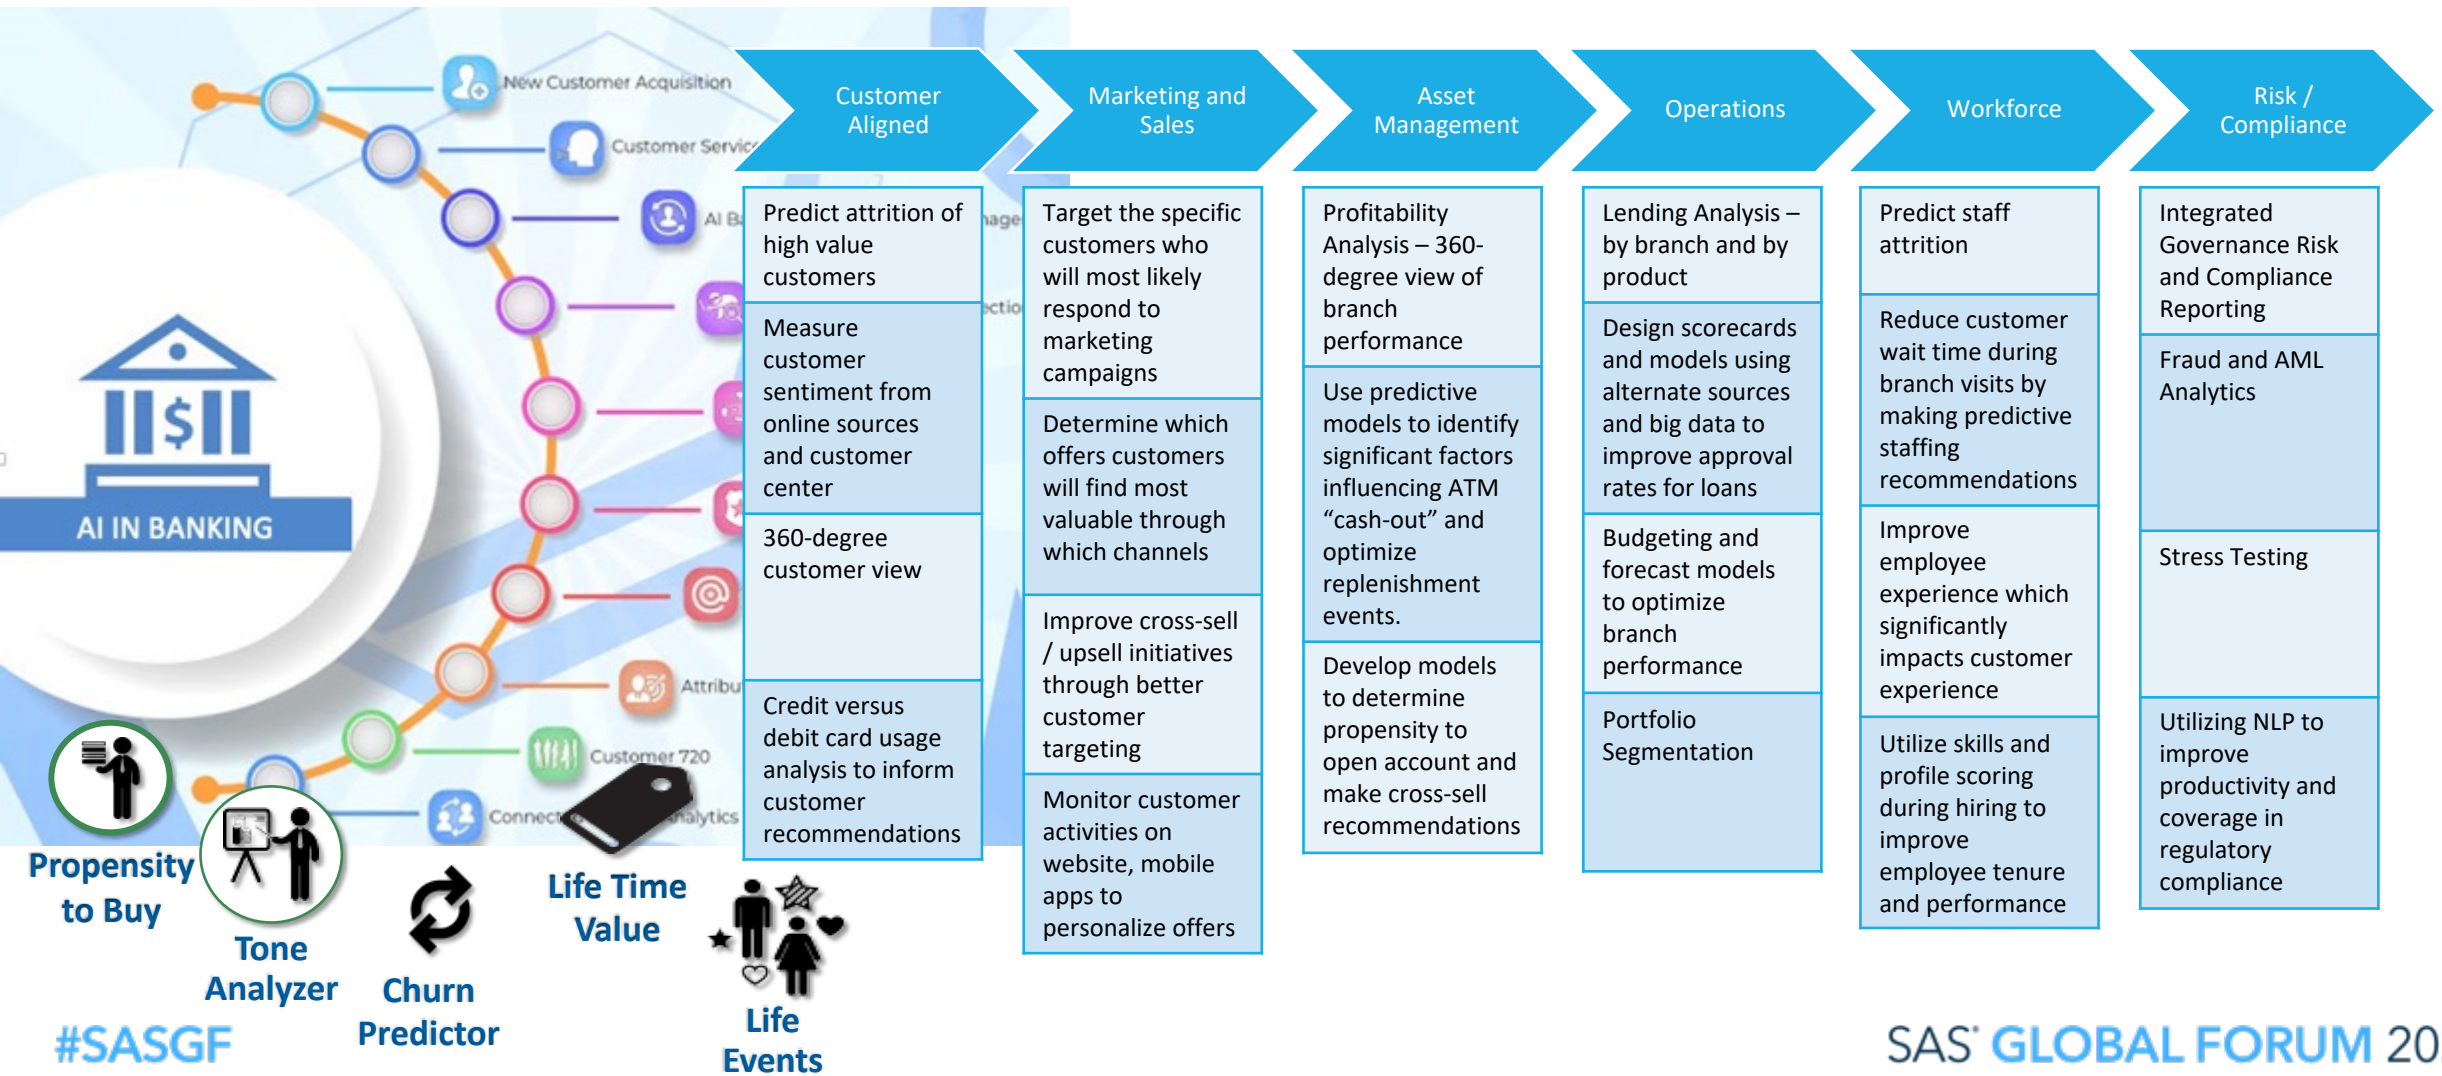 New Customer Acquisition
Customer Service
AI
Attribu
Customer 720
Connec
nalytics
AI IN BANKING
$
Propensity
to Buy
Tone
Analyzer
Churn
Predictor
Life Time
Value
Life
Events
Customer
Aligned
Predict attrition of
high value
customers
Measure
customer
sentiment from
online sources
and customer
center
360-degree
customer view
Credit versus
debit card usage
analysis to inform
customer
recommendations
Marketing and
Sales
Target the specific
customers who
will most likely
respond to
marketing
campaigns
Determine which
offers customers
will find most
valuable through
which channels
Improve cross-sell
/ upsell initiatives
through better
customer
targeting
Monitor customer
activities on
website, mobile
apps to
personalize offers
Asset
Management
Profitability
Analysis – 360-
degree view of
branch
performance
Use predictive
models to identify
significant factors
influencing ATM
“cash-out” and
optimize
replenishment
events.
Develop models
to determine
propensity to
open account and
make cross-sell
recommendations
Operations
Lending Analysis –
by branch and by
product
Design scorecards
and models using
alternate sources
and big data to
improve approval
rates for loans
Budgeting and
forecast models
to optimize
branch
performance
Portfolio
Segmentation
Workforce
Predict staff
attrition
Reduce customer
wait time during
branch visits by
making predictive
staffing
recommendations
Improve
employee
experience which
significantly
impacts customer
experience
Utilize skills and
profile scoring
during hiring to
improve
employee tenure
and performance
Risk /
Compliance
Integrated
Governance Risk
and Compliance
Reporting
Fraud and AML
Analytics
Stress Testing
Utilizing NLP to
improve
productivity and
coverage in
regulatory
compliance
#SASGF
SAS® GLOBAL FORUM 20